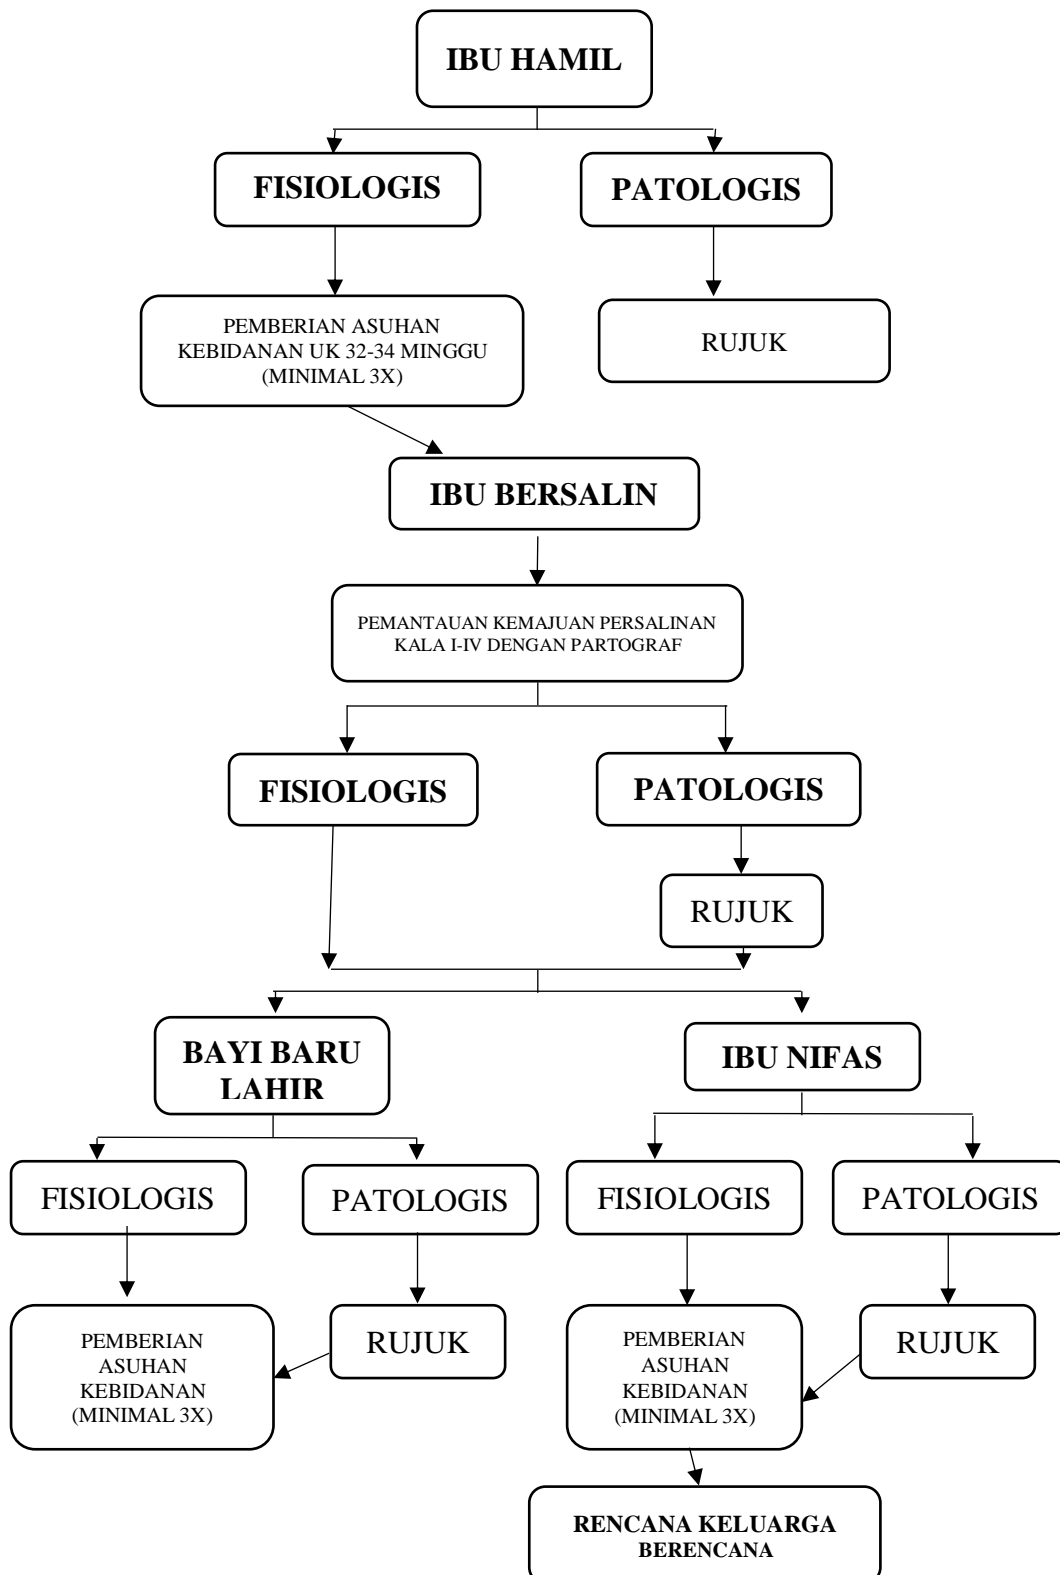 IBU HAMIL
FISIOLOGIS
PATOLOGIS
PEMBERIAN ASUHAN
KEBIDANAN UK 32-34 MINGGU
(MINIMAL 3X)
RUJUK
IBU BERSALIN
PEMANTAUAN KEMAJUAN PERSALINAN
KALA I-IV DENGAN PARTOGRAF
FISIOLOGIS
PATOLOGIS
RUJUK
BAYI BARU
LAHIR
IBU NIFAS
FISIOLOGIS
PATOLOGIS
FISIOLOGIS
PATOLOGIS
PEMBERIAN
ASUHAN
KEBIDANAN
(MINIMAL 3X)
RUJUK
PEMBERIAN
ASUHAN
KEBIDANAN
(MINIMAL 3X)
RUJUK
RENCANA KELUARGA
BERENCANA